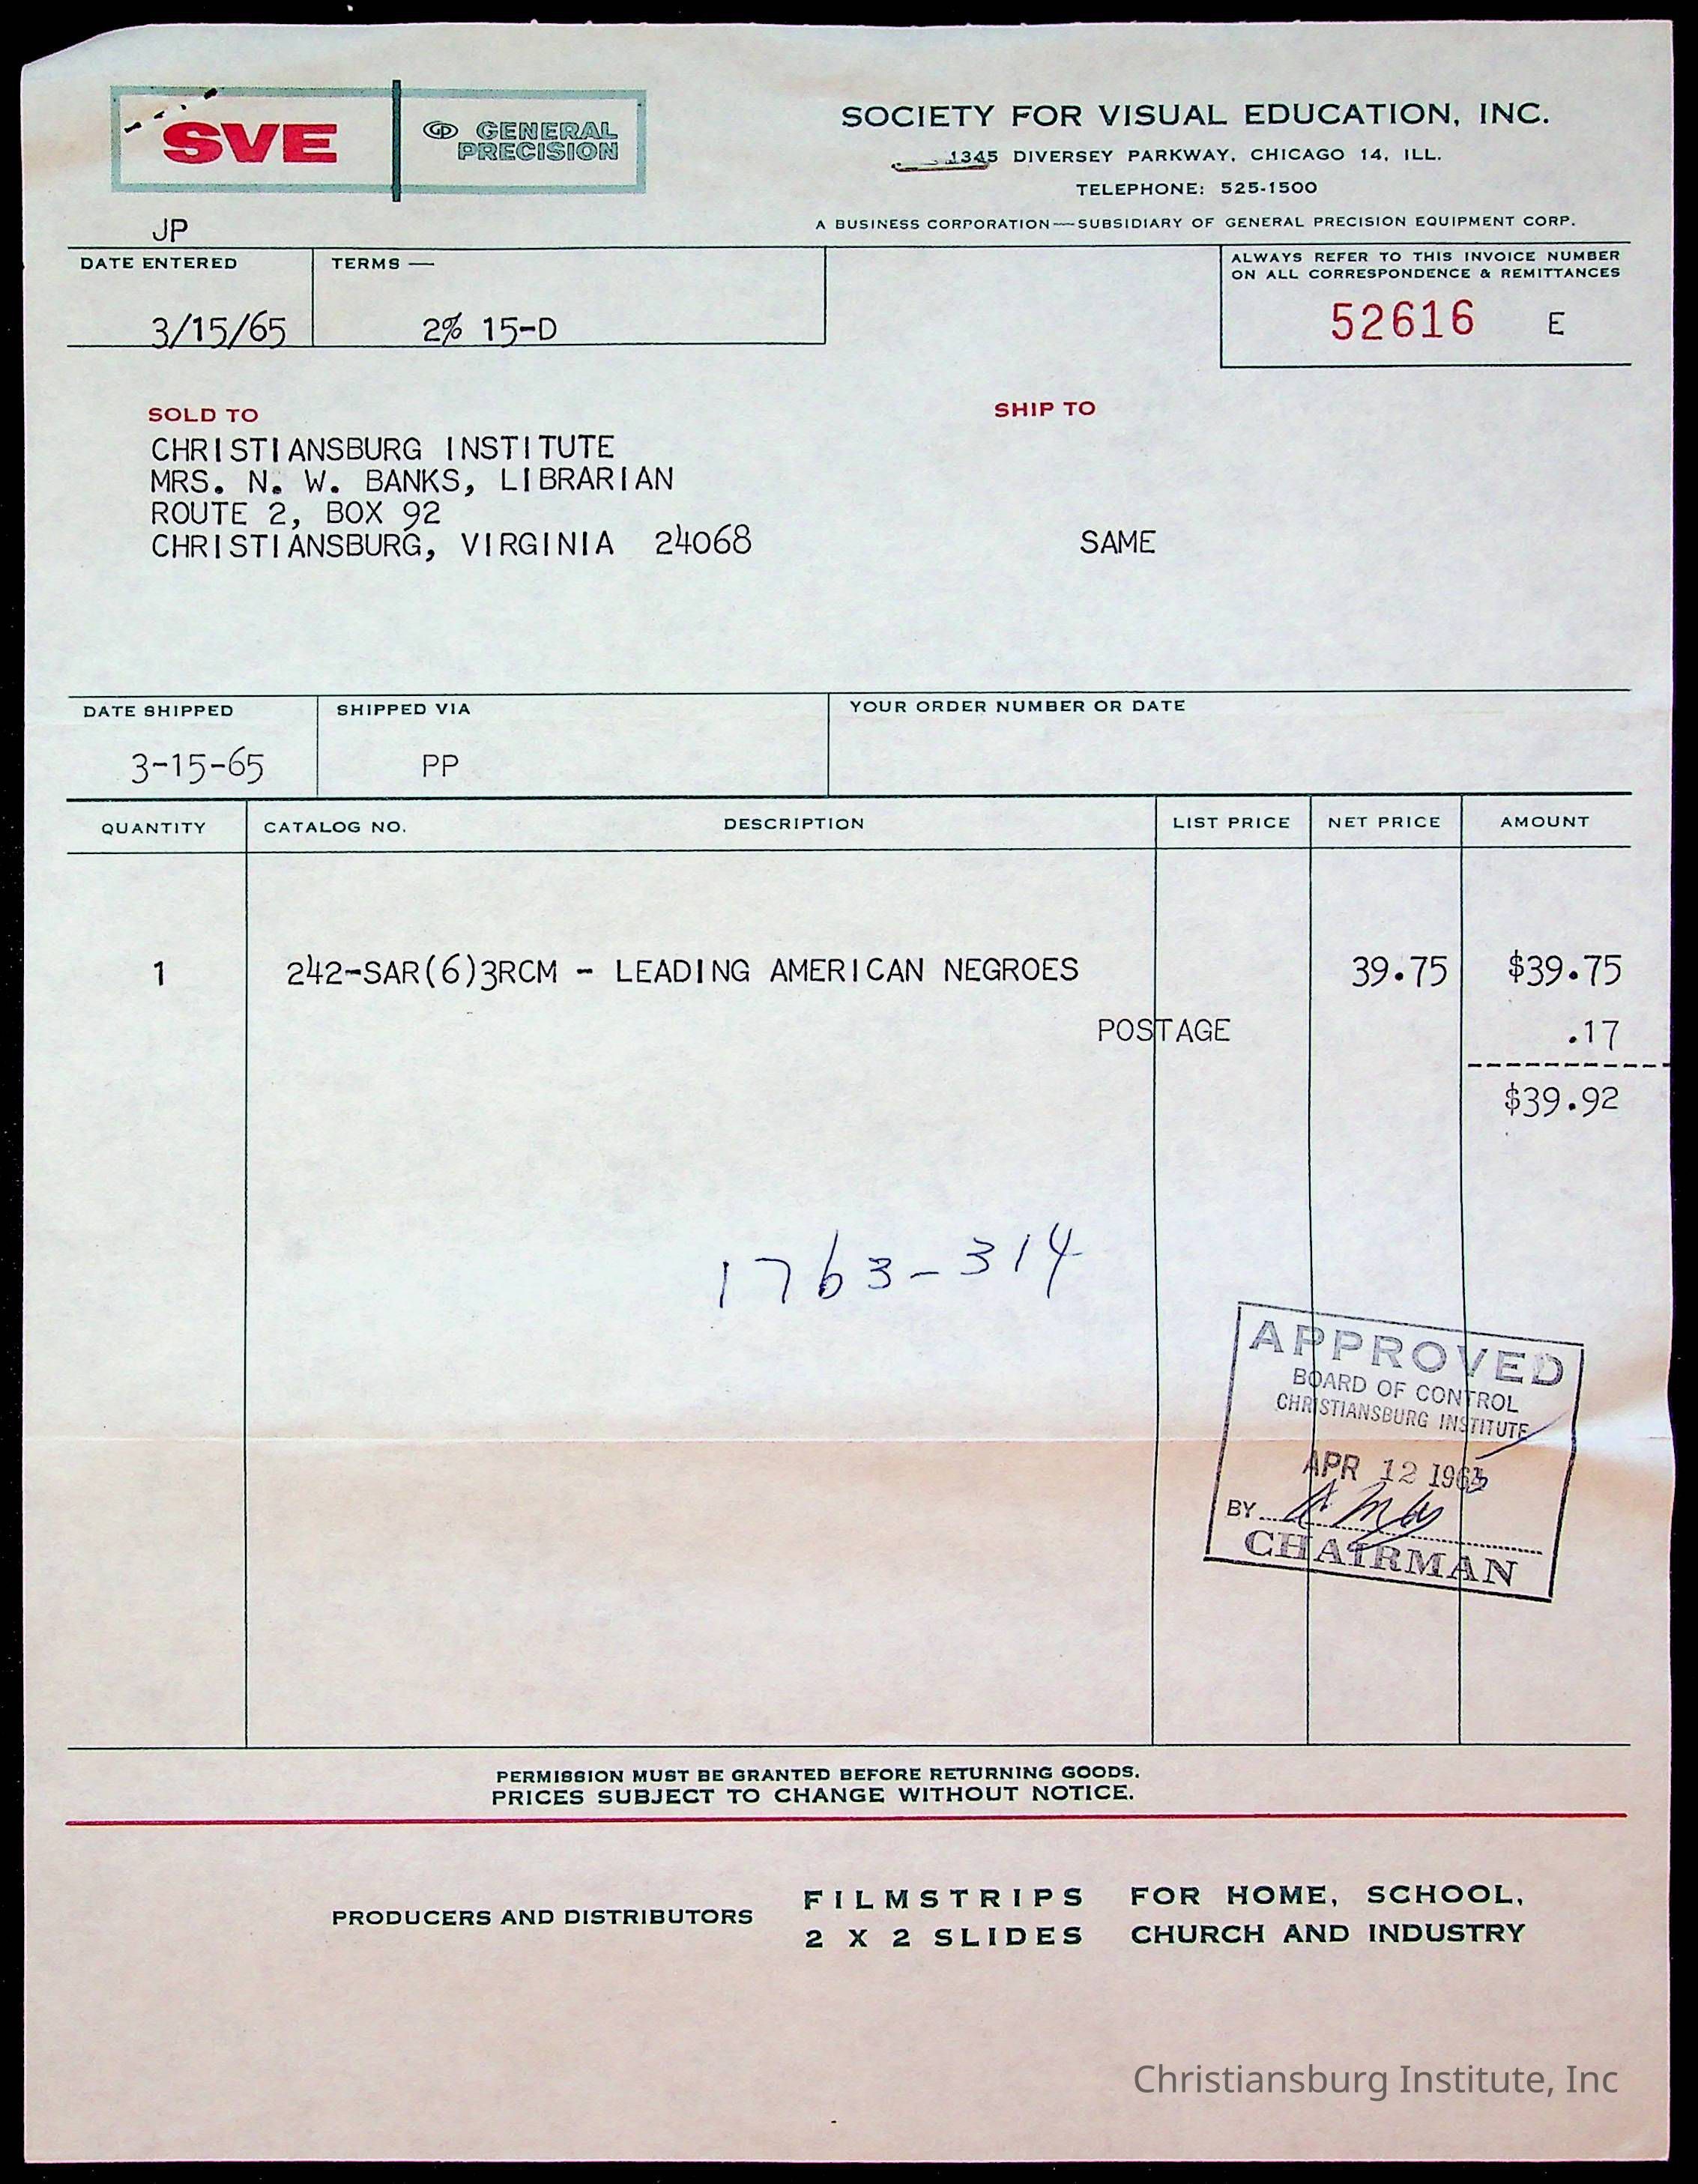 SVE
GP GENERAL
PRECISION
SOCIETY FOR VISUAL EDUCATION, INC.
1345 DIVERSEY PARKWAY, CHICAGO 14, ILL.
TELEPHONE: 525-1500
A BUSINESS CORPORATION—SUBSIDIARY OF GENERAL PRECISION EQUIPMENT CORP.
JP
DATE ENTERED
3/15/65
TERMS —
2% 15-D
ALWAYS REFER TO THIS INVOICE NUMBER
ON ALL CORRESPONDENCE & REMITTANCES
52616 E
SOLD TO
CHRISTIANSBURG INSTITUTE
MRS. N. W. BANKS, LIBRARIAN
ROUTE 2, BOX 92
CHRISTIANSBURG, VIRGINIA 24068
SHIP TO
SAME
DATE SHIPPED
3-15-65
SHIPPED VIA
PP
YOUR ORDER NUMBER OR DATE
QUANTITY CATALOG NO. DESCRIPTION LIST PRICE NET PRICE AMOUNT
1 242-SAR(6)3RCM - LEADING AMERICAN NEGROES 39.75 $39.75
POSTAGE .17
$39.92
1763-314
APPROVED
BOARD OF CONTROL
CHRISTIANSBURG INSTITUTE
APR 12 1965
BY
CHAIRMAN
PERMISSION MUST BE GRANTED BEFORE RETURNING GOODS.
PRICES SUBJECT TO CHANGE WITHOUT NOTICE.
PRODUCERS AND DISTRIBUTORS
FILMSTRIPS FOR HOME, SCHOOL,
2 X 2 SLIDES CHURCH AND INDUSTRY
Christiansburg Institute, Inc